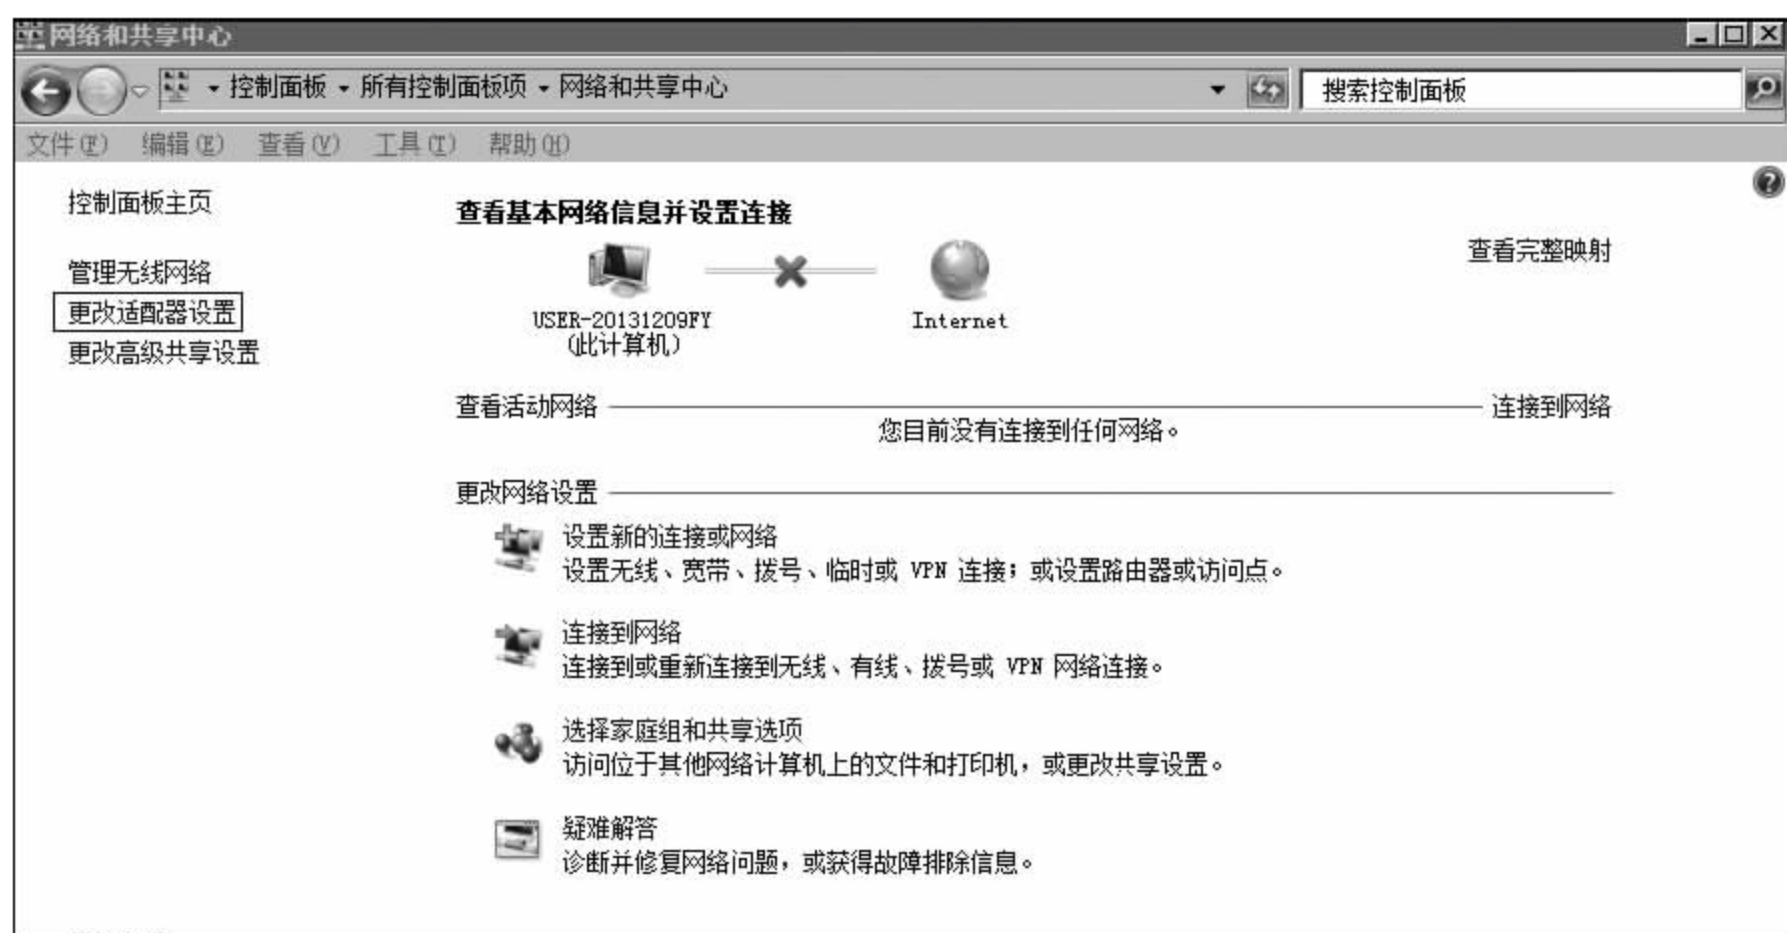 网络和共享中心
控制面板 所有控制面板项 网络和共享中心
搜索控制面板
文件(F) 编辑(E) 查看(V) 工具(T) 帮助(H)
控制面板主页
管理无线网络
更改适配器设置
更改高级共享设置
查看基本网络信息并设置连接
查看完整映射
USER-20131209FY
(此计算机)
Internet
查看活动网络
连接到网络
您目前没有连接到任何网络。
更改网络设置
设置新的连接或网络
设置无线、宽带、拨号、临时或 VPN 连接；或设置路由器或访问点。
连接到网络
连接到或重新连接到无线、有线、拨号或 VPN 网络连接。
选择家庭组和共享选项
访问位于其他网络计算机上的文件和打印机，或更改共享设置。
疑难解答
诊断并修复网络问题，或获得故障排除信息。